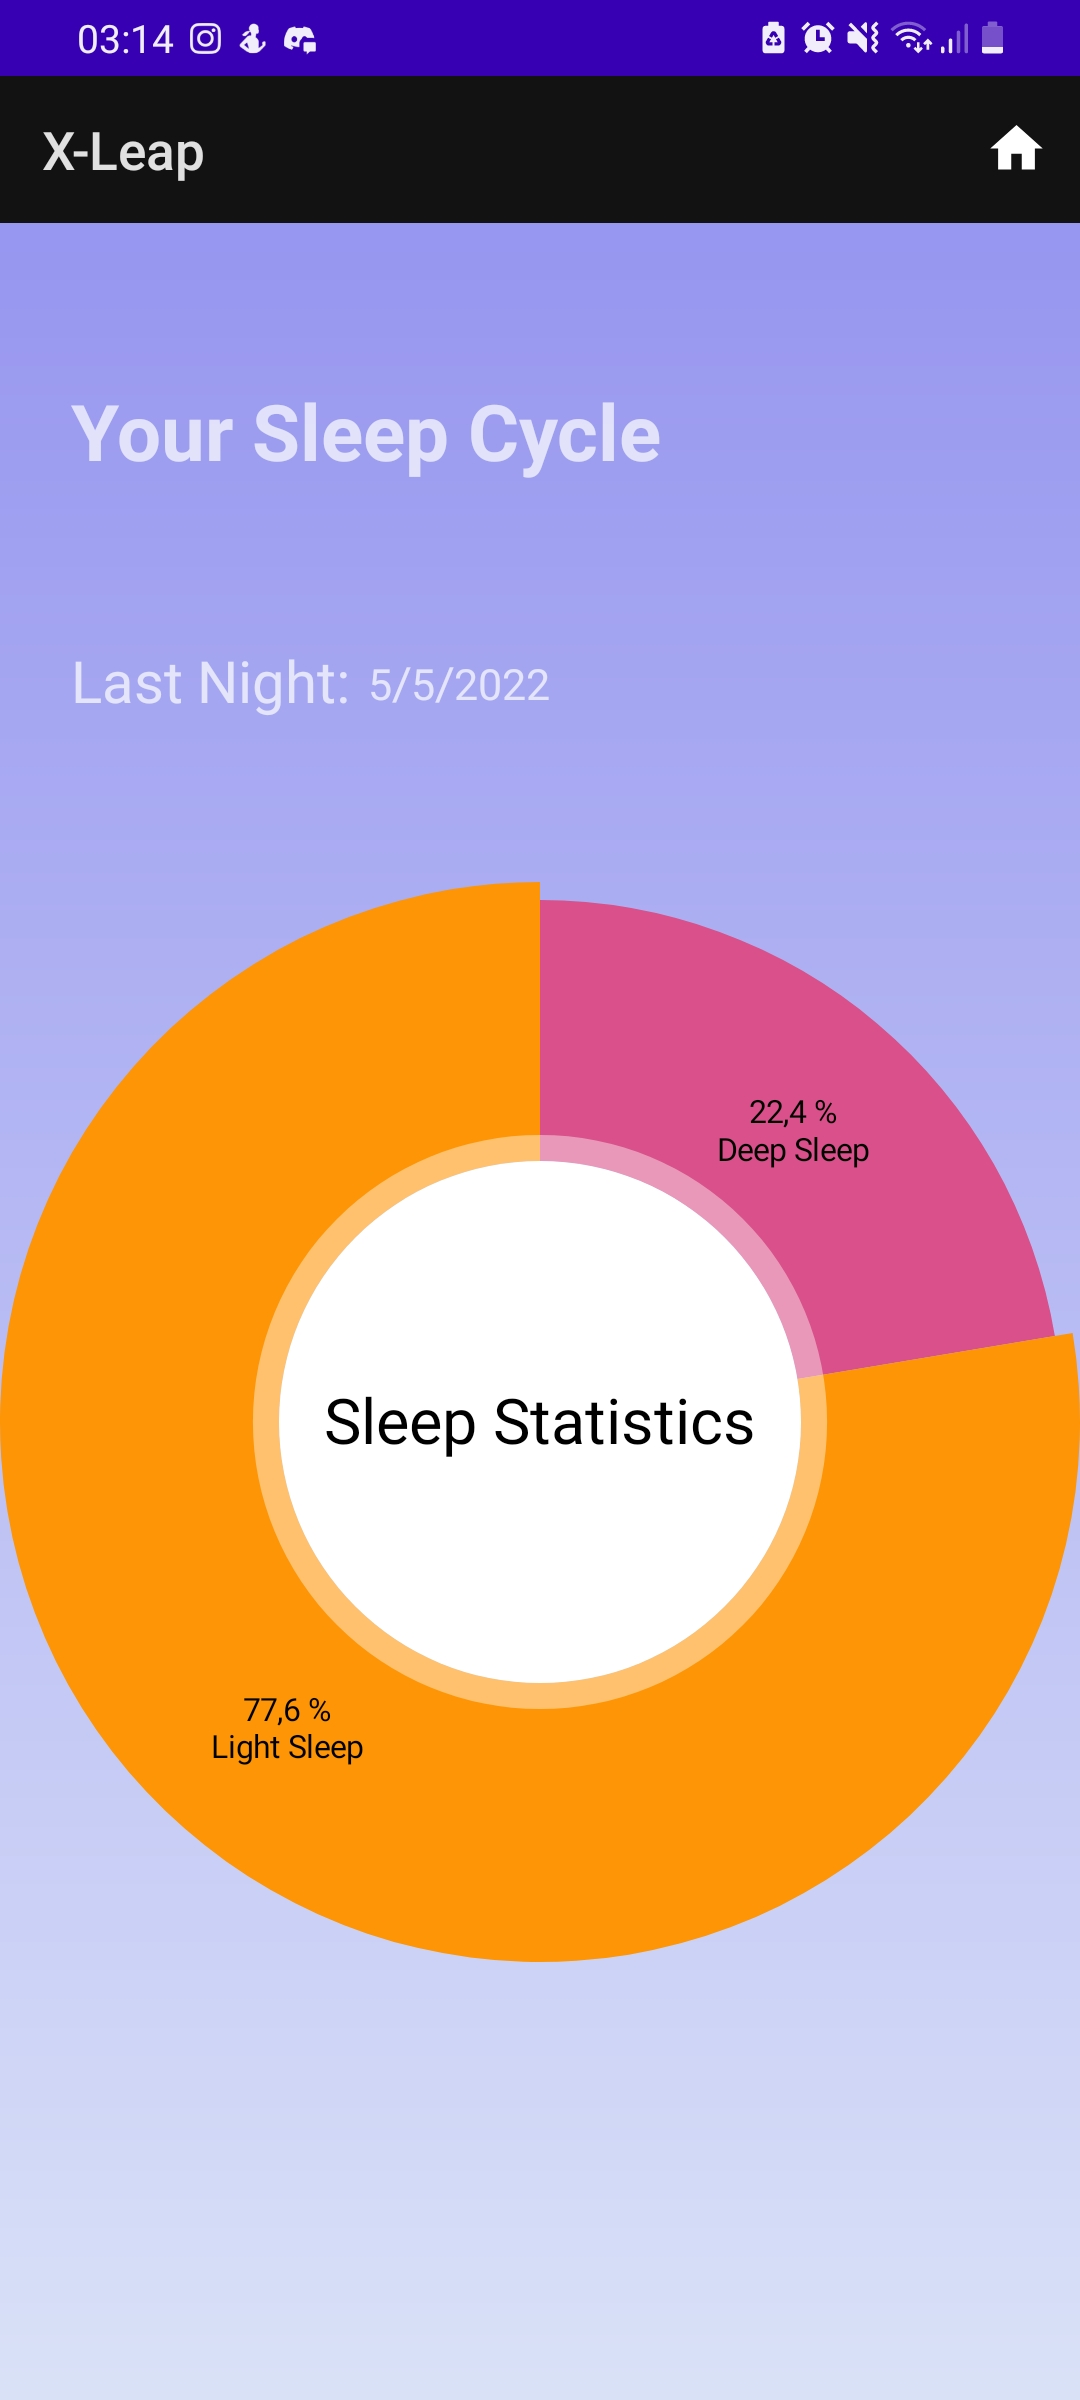 03:14
X-Leap
Your Sleep Cycle
Last Night: 5/5/2022
22,4 %
Deep Sleep
Sleep Statistics
77,6 %
Light Sleep